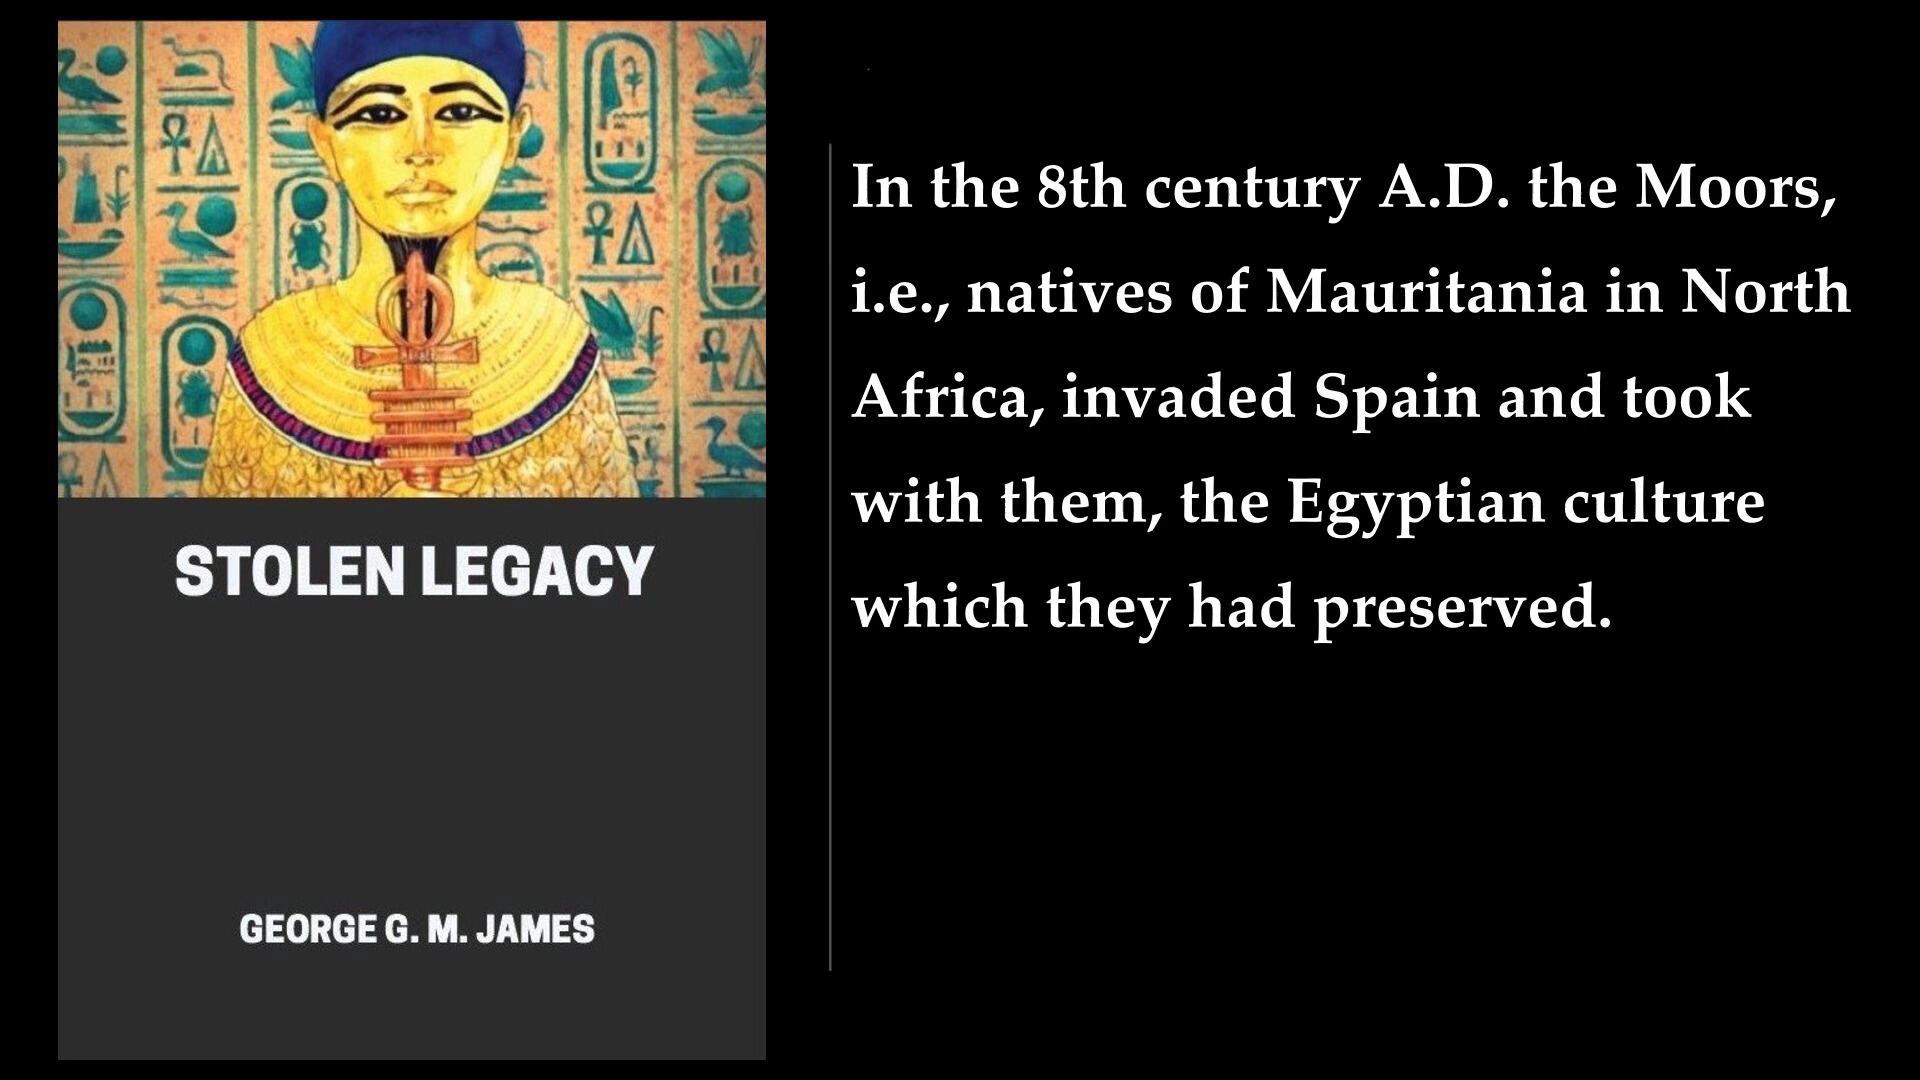 STOLEN LEGACY
GEORGE G. M. JAMES
In the 8th century A.D. the Moors,
i.e., natives of Mauritania in North
Africa, invaded Spain and took
with them, the Egyptian culture
which they had preserved.